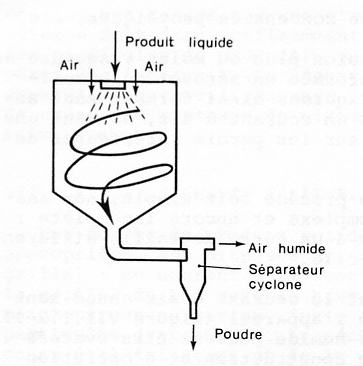 Produit liquide
Air Air
Air humide
Séparateur
cyclone
Poudre